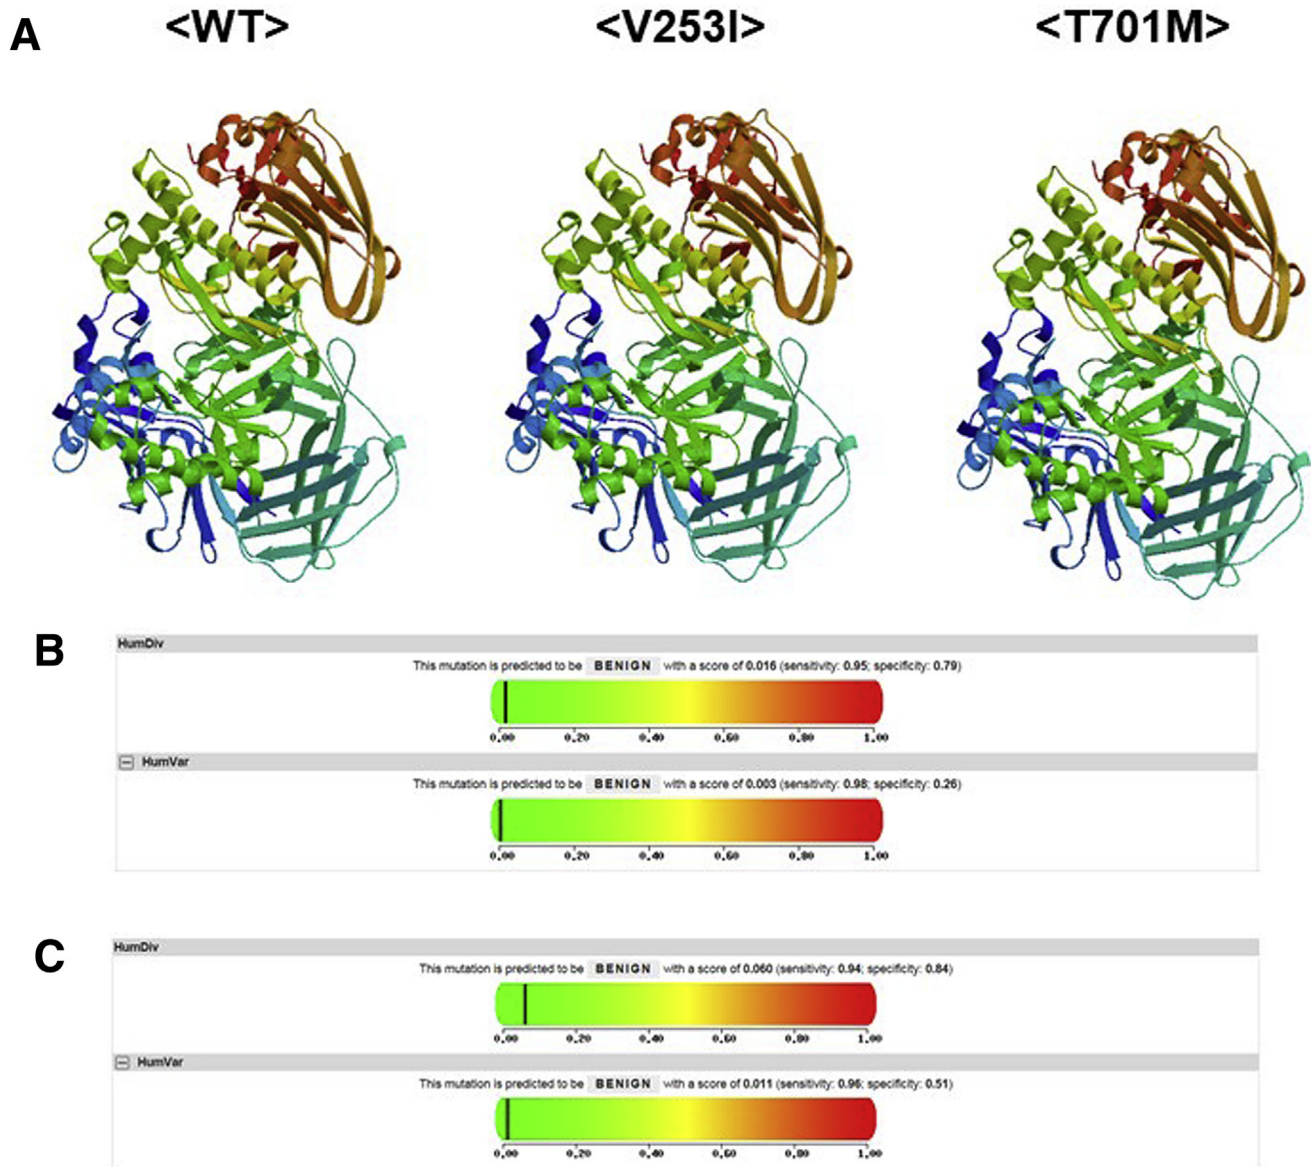 A
<WT> <V253I> <T701M>
B
HumDiv
This mutation is predicted to be BENIGN with a score of 0.016 (sensitivity: 0.95; specificity: 0.79)
0.00 0.20 0.40 0.60 0.80 1.00
HumVar
This mutation is predicted to be BENIGN with a score of 0.003 (sensitivity: 0.98; specificity: 0.26)
0.00 0.20 0.40 0.60 0.80 1.00
C
HumDiv
This mutation is predicted to be BENIGN with a score of 0.060 (sensitivity: 0.94; specificity: 0.84)
0.00 0.20 0.40 0.60 0.80 1.00
HumVar
This mutation is predicted to be BENIGN with a score of 0.011 (sensitivity: 0.96; specificity: 0.51)
0.00 0.20 0.40 0.60 0.80 1.00